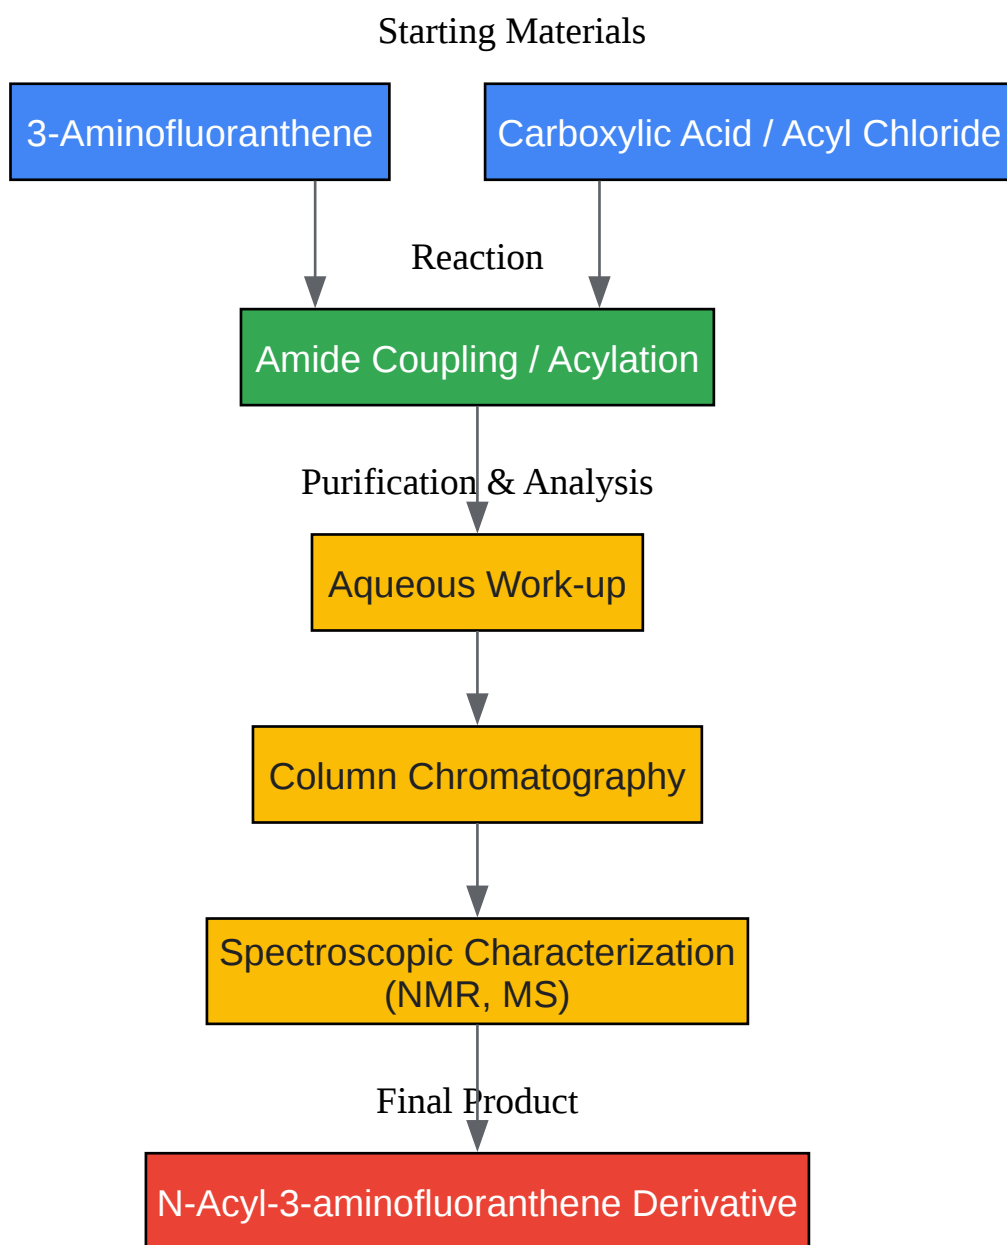 Starting Materials
3-Aminofluoranthene
Carboxylic Acid / Acyl Chloride
Reaction
Amide Coupling / Acylation
Purification & Analysis
Aqueous Work-up
Column Chromatography
Spectroscopic Characterization
(NMR, MS)
Final Product
N-Acyl-3-aminofluoranthene Derivative